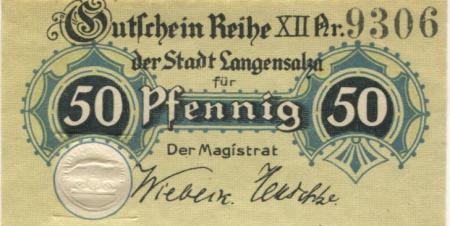 Gutschein Reihe XII Nr. 9306
der Stadt Langensalza
für
50 Pfennig 50
Der Magistrat